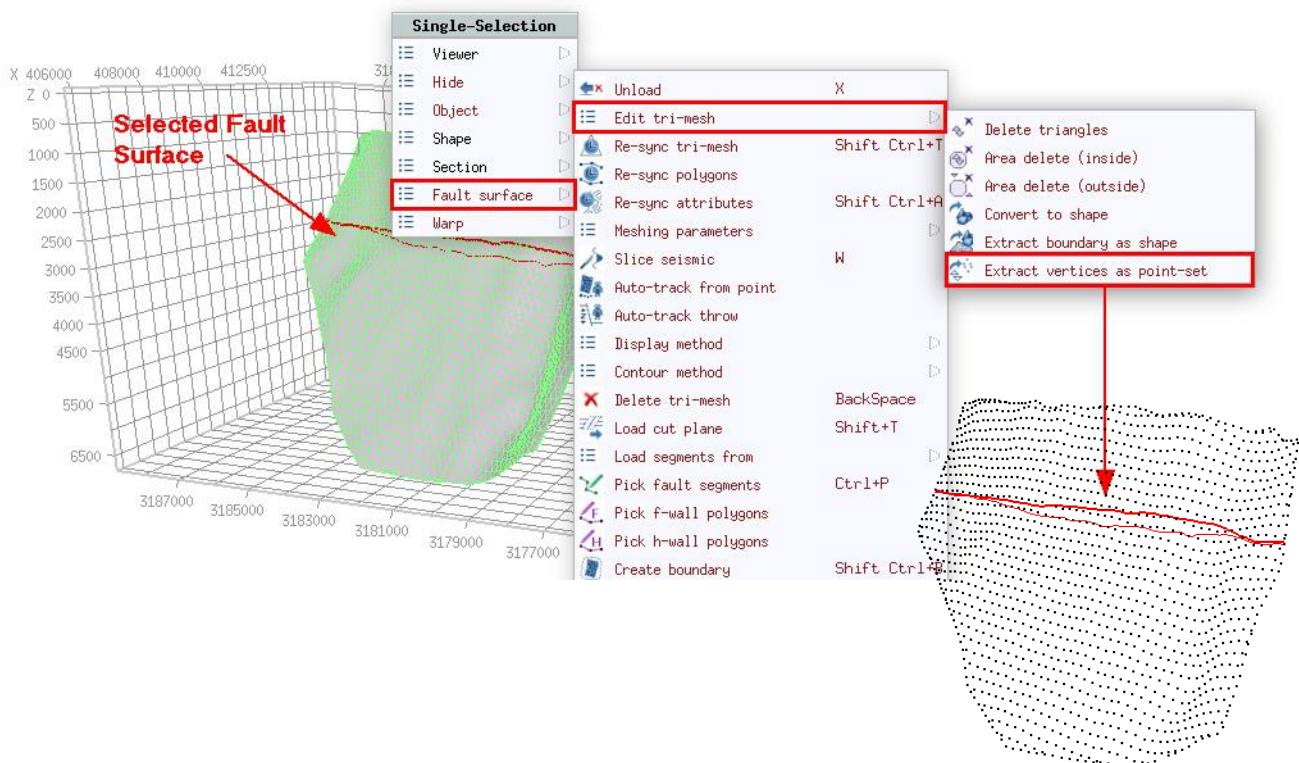 Single-Selection
Viewer
Hide
Object
Shape
Section
Fault surface
Warp
X 406000 408000 410000 412500
Z 0
500
1000
1500
2000
2500
3000
3500
4000
4500
5500
6500
3187000
3185000
3183000
3181000
3179000
3177000
Selected Fault
Surface
Unload X
Edit tri-mesh
Re-sync tri-mesh Shift Ctrl+T
Re-sync polygons
Re-sync attributes Shift Ctrl+A
Meshing parameters
Slice seismic W
Auto-track from point
Auto-track throw
Display method
Contour method
Delete tri-mesh BackSpace
Load cut plane Shift+T
Load segments from
Pick fault segments Ctrl+P
Pick f-wall polygons
Pick h-wall polygons
Create boundary Shift Ctrl+B
Delete triangles
Area delete (inside)
Area delete (outside)
Convert to shape
Extract boundary as shape
Extract vertices as point-set